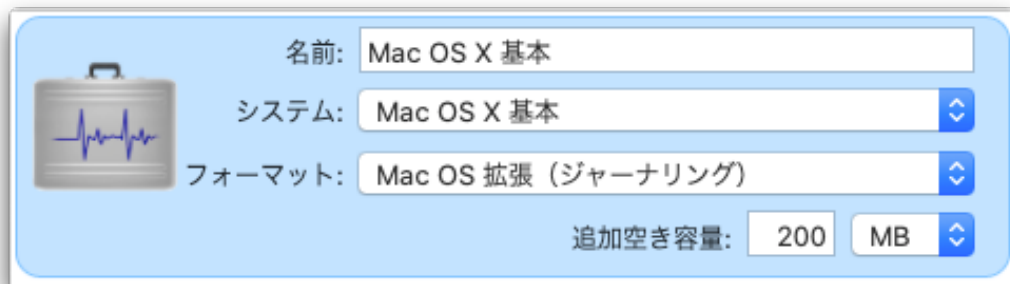 名前: Mac OS X 基本
システム: Mac OS X 基本
フォーマット: Mac OS 拡張（ジャーナリング）
追加空き容量: 200 MB